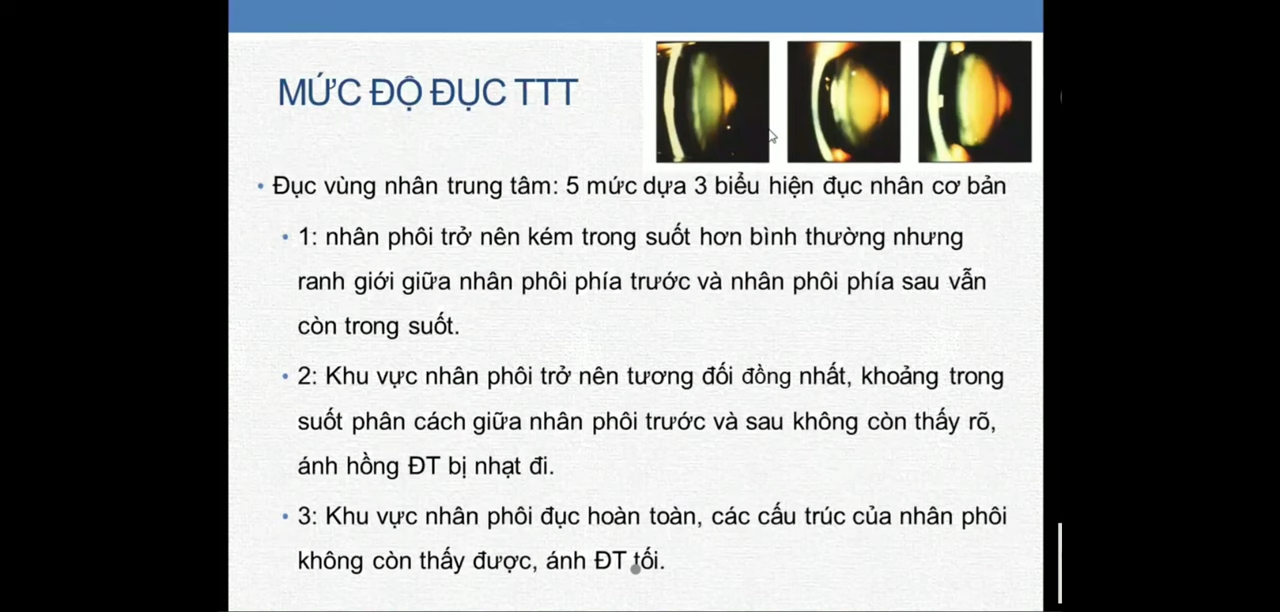 MỨC ĐỘ ĐỤC TTT
• Đục vùng nhân trung tâm: 5 mức dựa 3 biểu hiện đục nhân cơ bản
• 1: nhân phôi trở nên kém trong suốt hơn bình thường nhưng
ranh giới giữa nhân phôi phía trước và nhân phôi phía sau vẫn
còn trong suốt.
• 2: Khu vực nhân phôi trở nên tương đối đồng nhất, khoảng trong
suốt phân cách giữa nhân phôi trước và sau không còn thấy rõ,
ánh hồng ĐT bị nhạt đi.
• 3: Khu vực nhân phôi đục hoàn toàn, các cấu trúc của nhân phôi
không còn thấy được, ánh ĐT tối.